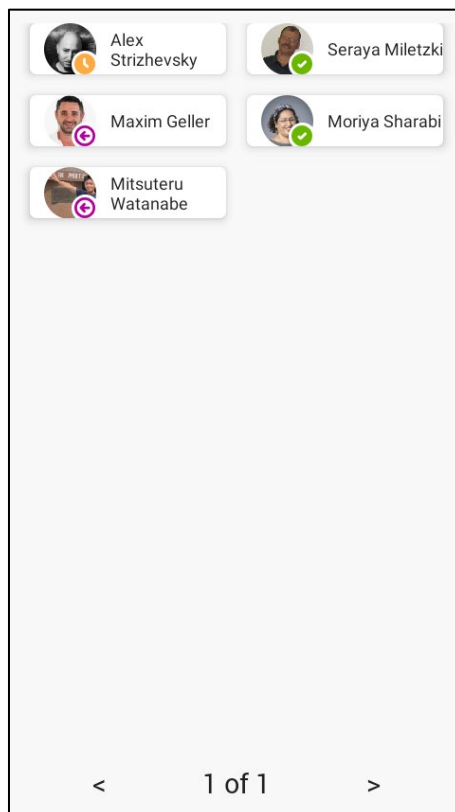 Alex
Strizhevsky
Seraya Miletzki
Maxim Geller
Moriya Sharabi
Mitsuteru
Watanabe
< 1 of 1 >